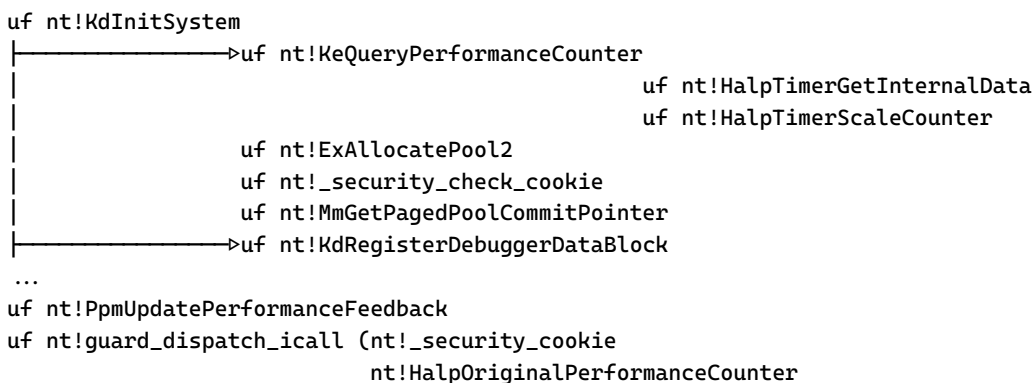 uf nt!KdInitSystem
uf nt!KeQueryPerformanceCounter
uf nt!HalpTimerGetInternalData
uf nt!HalpTimerScaleCounter
uf nt!ExAllocatePool2
uf nt!_security_check_cookie
uf nt!MmGetPagedPoolCommitPointer
uf nt!KdRegisterDebuggerDataBlock
...
uf nt!PpmUpdatePerformanceFeedback
uf nt!guard_dispatch_icall (nt!_security_cookie
nt!HalpOriginalPerformanceCounter